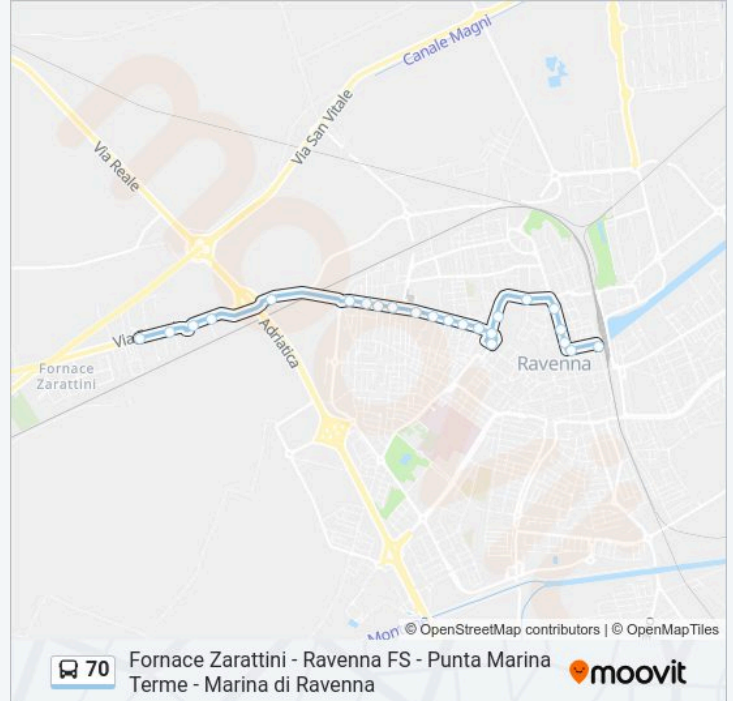 Canale Magni
Via San Vitale
Via Reale
Via
Adriatica
Fornace
Zarattini
Ravenna
Mon
© OpenStreetMap contributors | © OpenMapTiles
70
Fornace Zarattini - Ravenna FS - Punta Marina
Terme - Marina di Ravenna
moovit